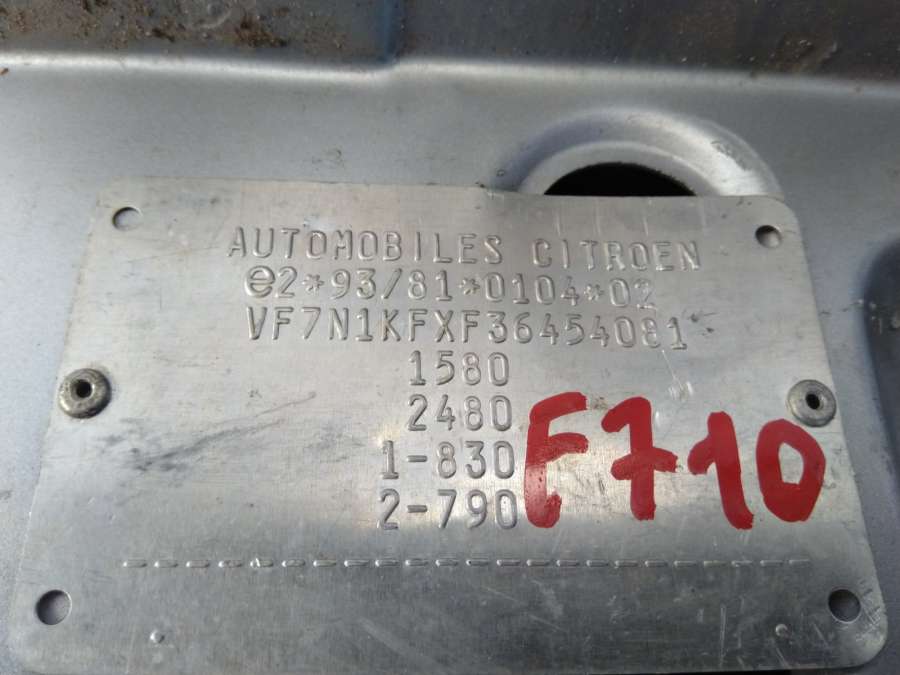 AUTOMOBILES CITROEN
e2*93/81*0104*02
VF7N1KFXF36454081
1580
2480
1-830
2-790
F710